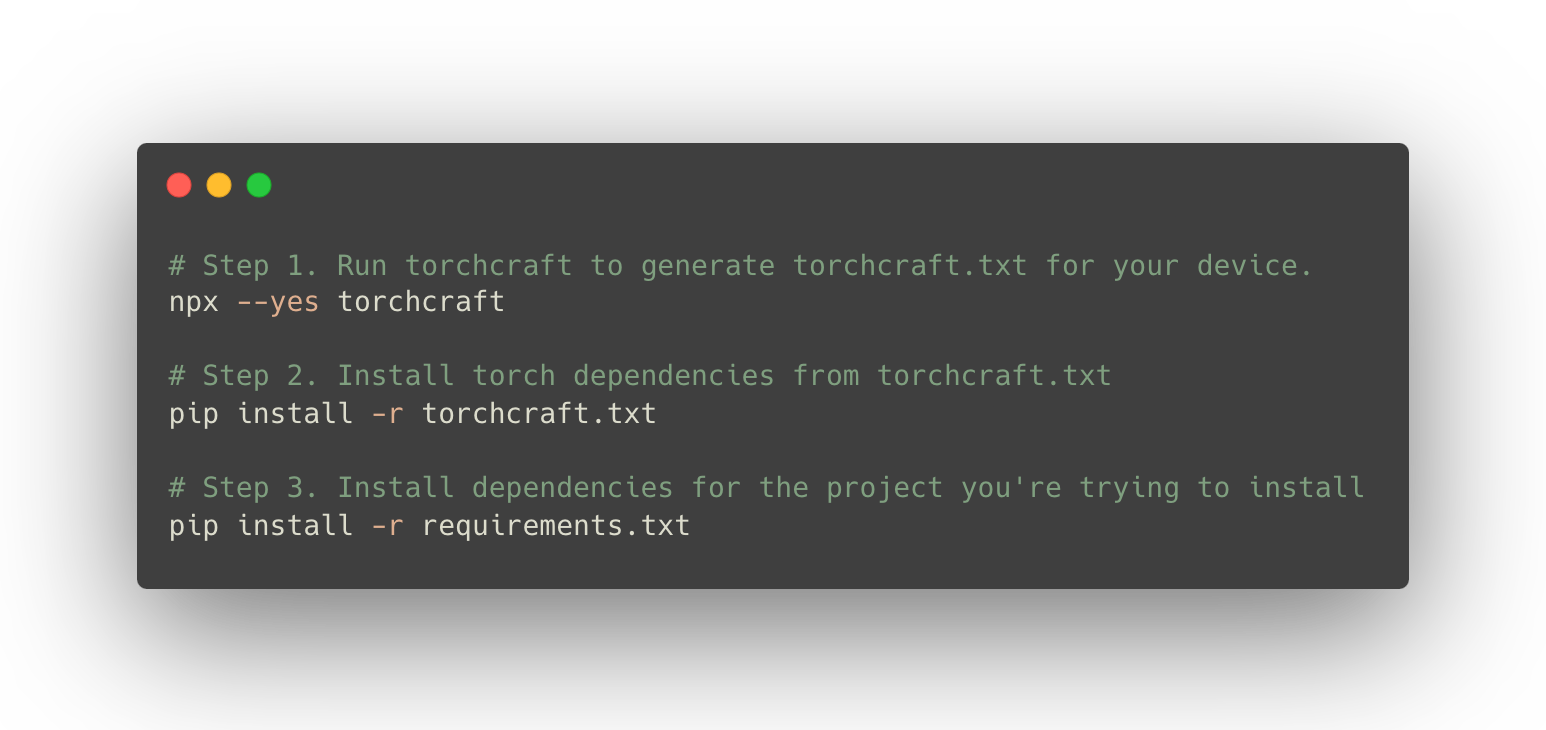 # Step 1. Run torchcraft to generate torchcraft.txt for your device.
npx --yes torchcraft
# Step 2. Install torch dependencies from torchcraft.txt
pip install -r torchcraft.txt
# Step 3. Install dependencies for the project you're trying to install
pip install -r requirements.txt